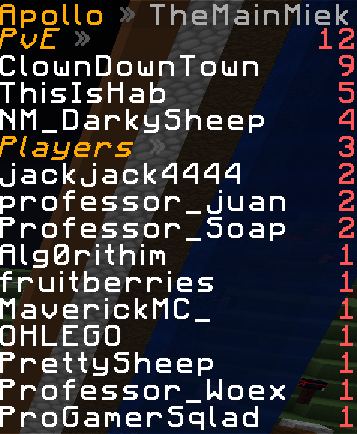 Apollo » TheMainMiek
PvE » 12
ClownDownTown 9
ThisIsHab 5
NM_DarkySheep 4
Players » 3
jackjack4444 2
professor_juan 2
Professor_Soap 2
Alg0rithim 1
fruitberries 1
MaverickMC_ 1
OHLEGO 1
PrettySheep 1
Professor_Woex 1
ProGamerSqlad 1